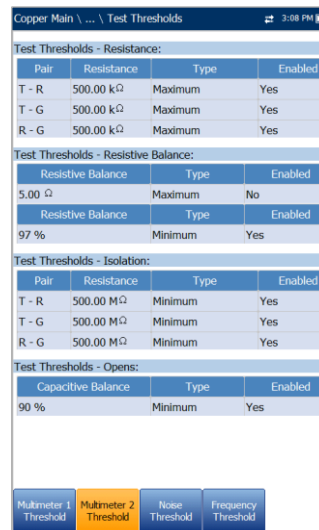 Copper Main \ ... \ Test Thresholds 3:08 PM
Test Thresholds - Resistance:
Pair Resistance Type Enabled
T - R 500.00 kΩ Maximum Yes
T - G 500.00 kΩ Maximum Yes
R - G 500.00 kΩ Maximum Yes
Test Thresholds - Resistive Balance:
Resistive Balance Type Enabled
5.00 Ω Maximum No
Resistive Balance Type Enabled
97 % Minimum Yes
Test Thresholds - Isolation:
Pair Resistance Type Enabled
T - R 500.00 MΩ Minimum Yes
T - G 500.00 MΩ Minimum Yes
R - G 500.00 MΩ Minimum Yes
Test Thresholds - Opens:
Capacitive Balance Type Enabled
90 % Minimum Yes
Multimeter 1 Multimeter 2 Noise Frequency
Threshold Threshold Threshold Threshold